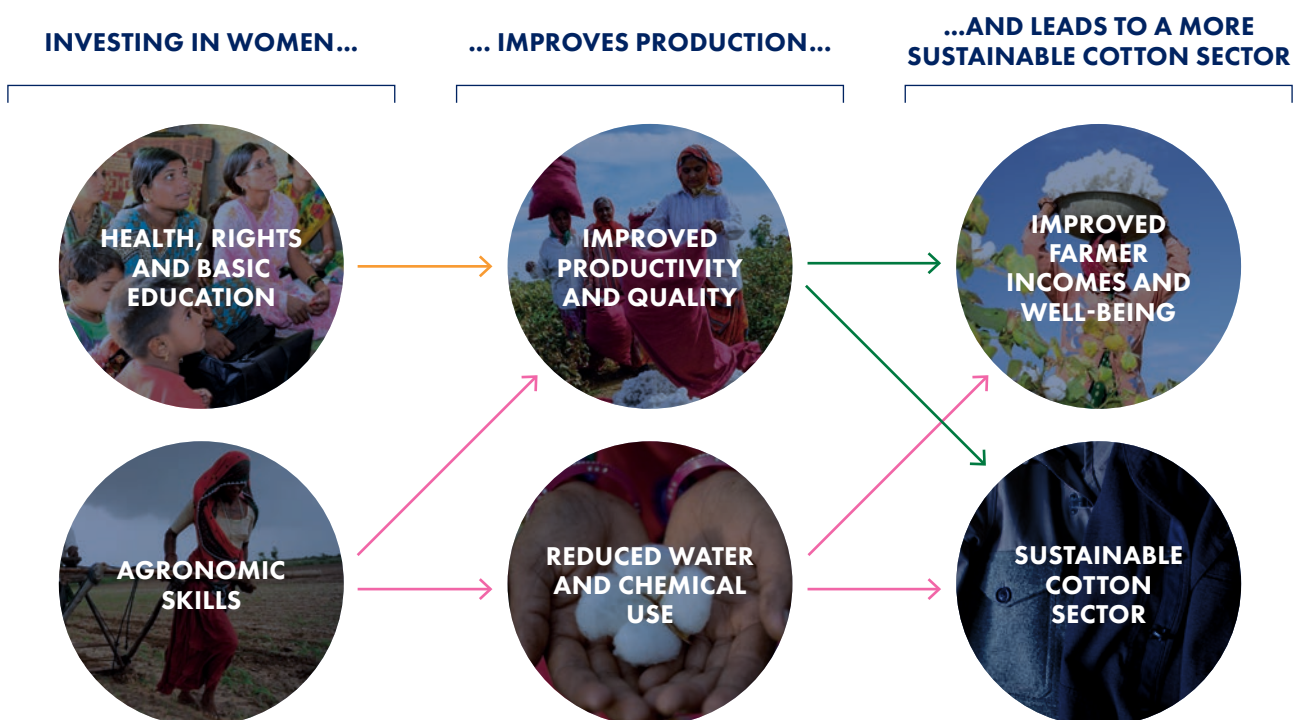 INVESTING IN WOMEN...
... IMPROVES PRODUCTION...
...AND LEADS TO A MORE
SUSTAINABLE COTTON SECTOR
HEALTH, RIGHTS
AND BASIC
EDUCATION
IMPROVED
PRODUCTIVITY
AND QUALITY
IMPROVED
FARMER
INCOMES AND
WELL-BEING
AGRONOMIC
SKILLS
REDUCED WATER
AND CHEMICAL
USE
SUSTAINABLE
COTTON
SECTOR